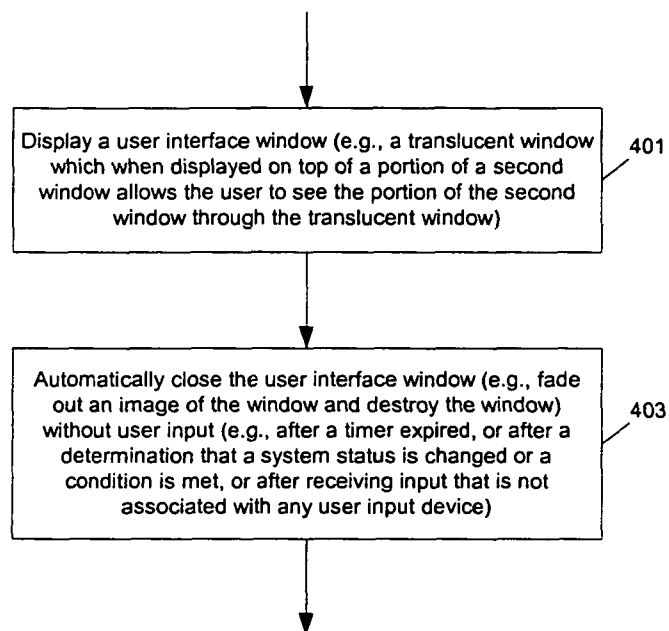 Display a user interface window (e.g., a translucent window
which when displayed on top of a portion of a second
window allows the user to see the portion of the second
window through the translucent window)
401
Automatically close the user interface window (e.g., fade
out an image of the window and destroy the window)
without user input (e.g., after a timer expired, or after a
determination that a system status is changed or a
condition is met, or after receiving input that is not
associated with any user input device)
403